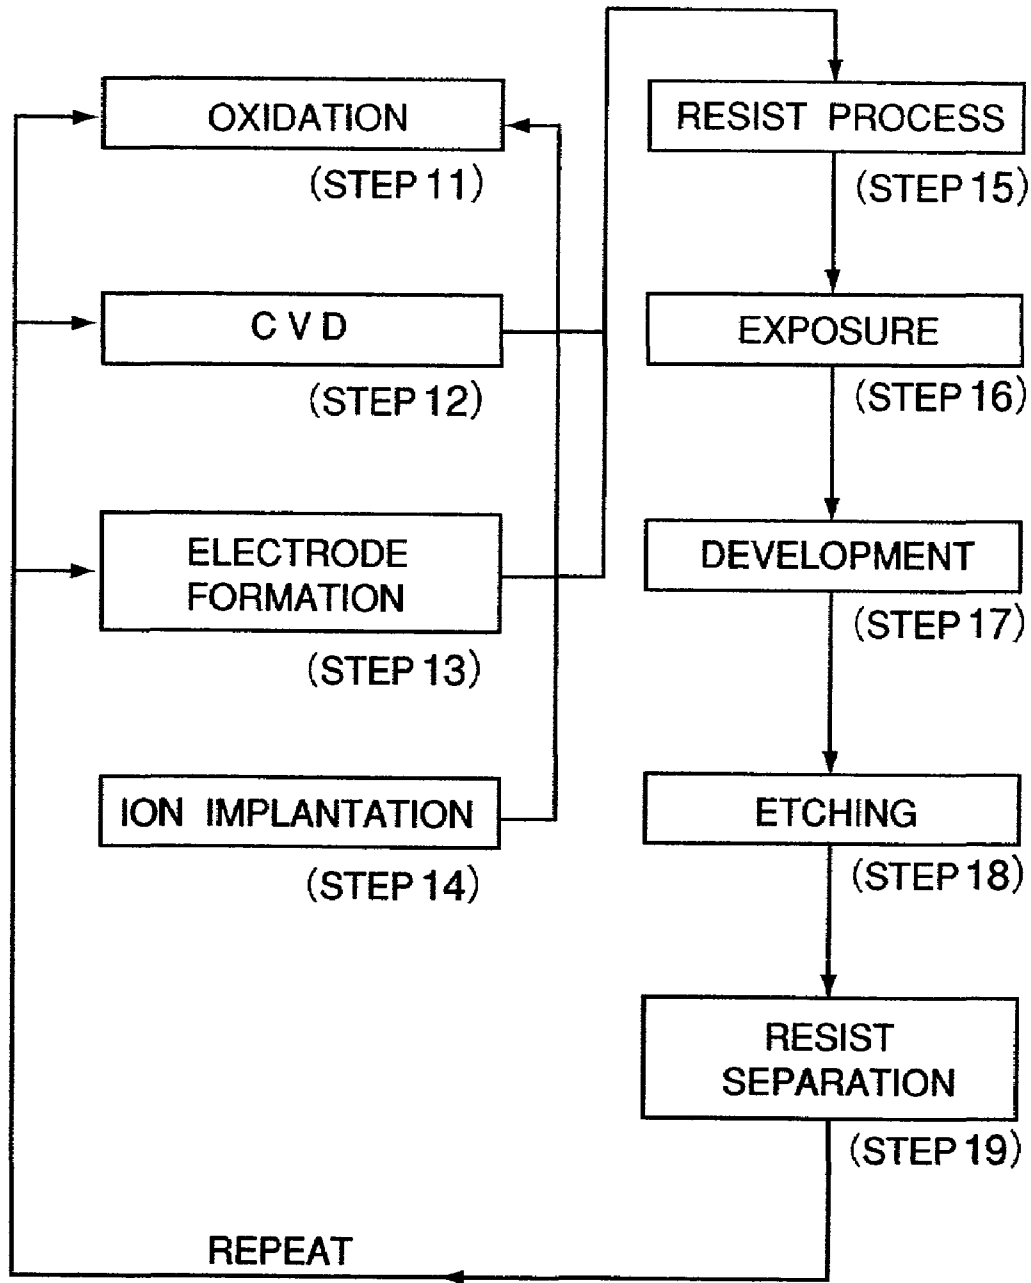 OXIDATION
(STEP 11)
C V D
(STEP 12)
ELECTRODE
FORMATION
(STEP 13)
ION IMPLANTATION
(STEP 14)
RESIST PROCESS
(STEP 15)
EXPOSURE
(STEP 16)
DEVELOPMENT
(STEP 17)
ETCHING
(STEP 18)
RESIST
SEPARATION
(STEP 19)
REPEAT